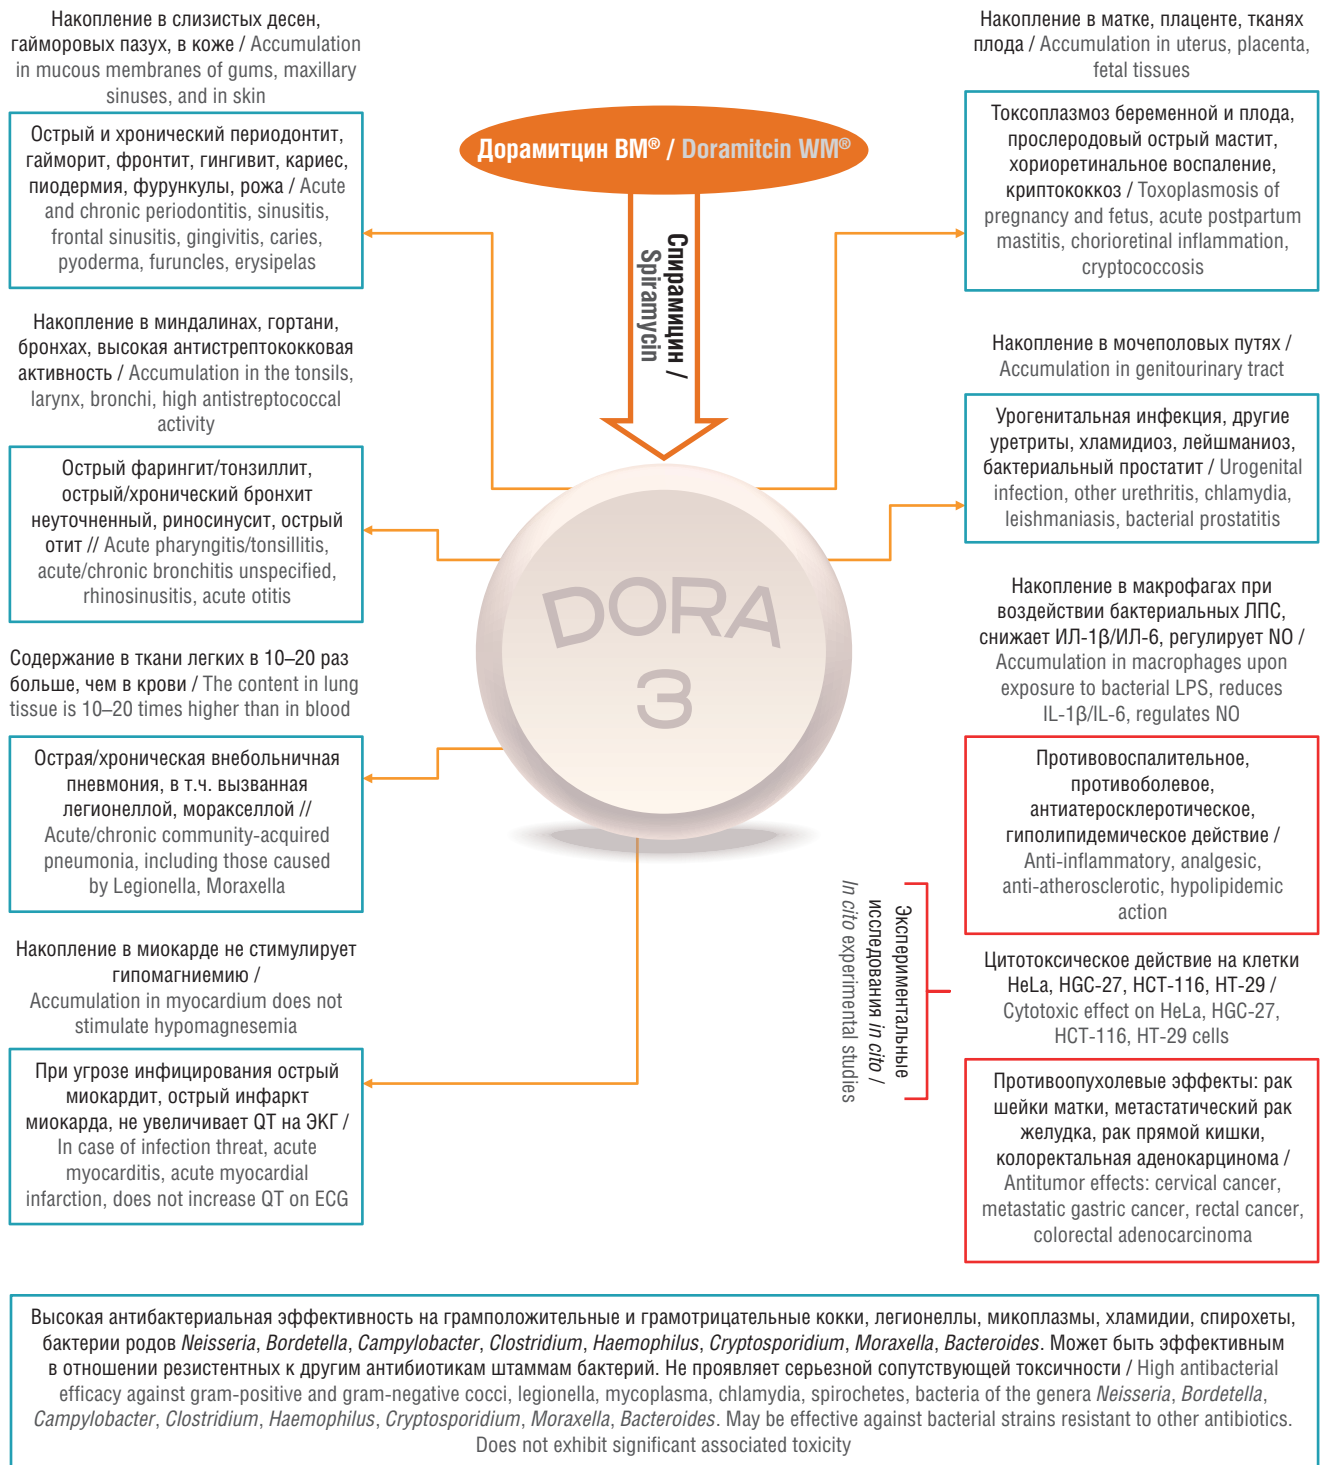 Накопление в слизистых десен,
гайморовых пазух, в коже / Accumulation
in mucous membranes of gums, maxillary
sinuses, and in skin
Острый и хронический периодонтит,
гайморит, фронтит, гингивит, кариес,
пиодермия, фурункулы, рожа / Acute
and chronic periodontitis, sinusitis,
frontal sinusitis, gingivitis, caries,
pyoderma, furuncles, erysipelas
Накопление в миндалинах, гортани,
бронхах, высокая антистрептококковая
активность / Accumulation in the tonsils,
larynx, bronchi, high antistreptococcal
activity
Острый фарингит/тонзиллит,
острый/хронический бронхит
неуточненный, риносинусит, острый
отит // Acute pharyngitis/tonsillitis,
acute/chronic bronchitis unspecified,
rhinosinusitis, acute otitis
Содержание в ткани легких в 10–20 раз
больше, чем в крови / The content in lung
tissue is 10–20 times higher than in blood
Острая/хроническая внебольничная
пневмония, в т.ч. вызванная
легионеллой, моракселлой //
Acute/chronic community-acquired
pneumonia, including those caused
by Legionella, Moraxella
Накопление в миокарде не стимулирует
гипомагниемию /
Accumulation in myocardium does not
stimulate hypomagnesemia
При угрозе инфицирования острый
миокардит, острый инфаркт
миокарда, не увеличивает QT на ЭКГ /
In case of infection threat, acute
myocarditis, acute myocardial
infarction, does not increase QT on ECG
Дорамитцин ВМ® / Doramitcin WM®
Спирамицин /
Spiramycin
DORA
3
Накопление в матке, плаценте, тканях
плода / Accumulation in uterus, placenta,
fetal tissues
Токсоплазмоз беременной и плода,
прослеродовый острый мастит,
хориоретинальное воспаление,
криптококкоз / Toxoplasmosis of
pregnancy and fetus, acute postpartum
mastitis, chorioretinal inflammation,
cryptococcosis
Накопление в мочеполовых путях /
Accumulation in genitourinary tract
Урогенитальная инфекция, другие
уретриты, хламидиоз, лейшманиоз,
бактериальный простатит / Urogenital
infection, other urethritis, chlamydia,
leishmaniasis, bacterial prostatitis
Накопление в макрофагах при
воздействии бактериальных ЛПС,
снижает ИЛ-1β/ИЛ-6, регулирует NO /
Accumulation in macrophages upon
exposure to bacterial LPS, reduces
IL-1β/IL-6, regulates NO
Противовоспалительное,
противоболевое,
антиатеросклеротическое,
гиполипидемическое действие /
Anti-inflammatory, analgesic,
anti-atherosclerotic, hypolipidemic
action
Экспериментальные
исследования in cito /
In cito experimental studies
Цитотоксическое действие на клетки
HeLa, HGC-27, HCT-116, HT-29 /
Cytotoxic effect on HeLa, HGC-27,
HCT-116, HT-29 cells
Противоопухолевые эффекты: рак
шейки матки, метастатический рак
желудка, рак прямой кишки,
колоректальная аденокарцинома /
Antitumor effects: cervical cancer,
metastatic gastric cancer, rectal cancer,
colorectal adenocarcinoma
Высокая антибактериальная эффективность на грамположительные и грамотрицательные кокки, легионеллы, микоплазмы, хламидии, спирохеты,
бактерии родов Neisseria, Bordetella, Campylobacter, Clostridium, Haemophilus, Cryptosporidium, Moraxella, Bacteroides. Может быть эффективным
в отношении резистентных к другим антибиотикам штаммам бактерий. Не проявляет серьезной сопутствующей токсичности / High antibacterial
efficacy against gram-positive and gram-negative cocci, legionella, mycoplasma, chlamydia, spirochetes, bacteria of the genera Neisseria, Bordetella,
Campylobacter, Clostridium, Haemophilus, Cryptosporidium, Moraxella, Bacteroides. May be effective against bacterial strains resistant to other antibiotics.
Does not exhibit significant associated toxicity